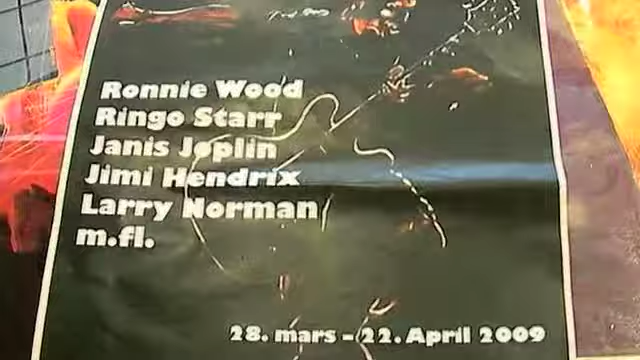 Ronnie Wood
Ringo Starr
Janis Joplin
Jimi Hendrix
Larry Norman
m.fl.
28. mars - 22. April 2009